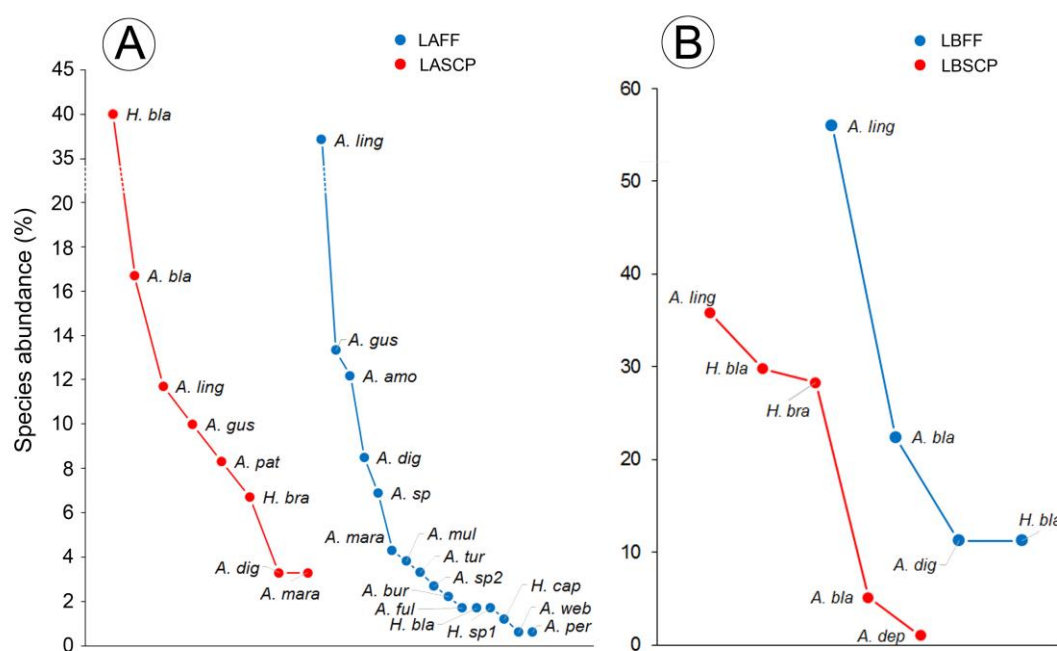 A
LAFF
LASCP
45
40
35
20
18
16
14
12
10
8
6
4
2
0
Species abundance (%)
H. bla
A. bla
A. ling
A. gus
A. pat
H. bra
A. dig
A. mara
A. ling
A. gus
A. amo
A. dig
A. sp
A. mara
A. mul
A. tur
A. sp2
A. bur
A. ful
H. bla
H. sp1
H. cap
A. web
A. per
B
LBFF
LBSCP
60
50
40
30
20
10
0
A. ling
A. ling
H. bla
H. bra
A. bla
A. bla
A. dep
A. dig
H. bla